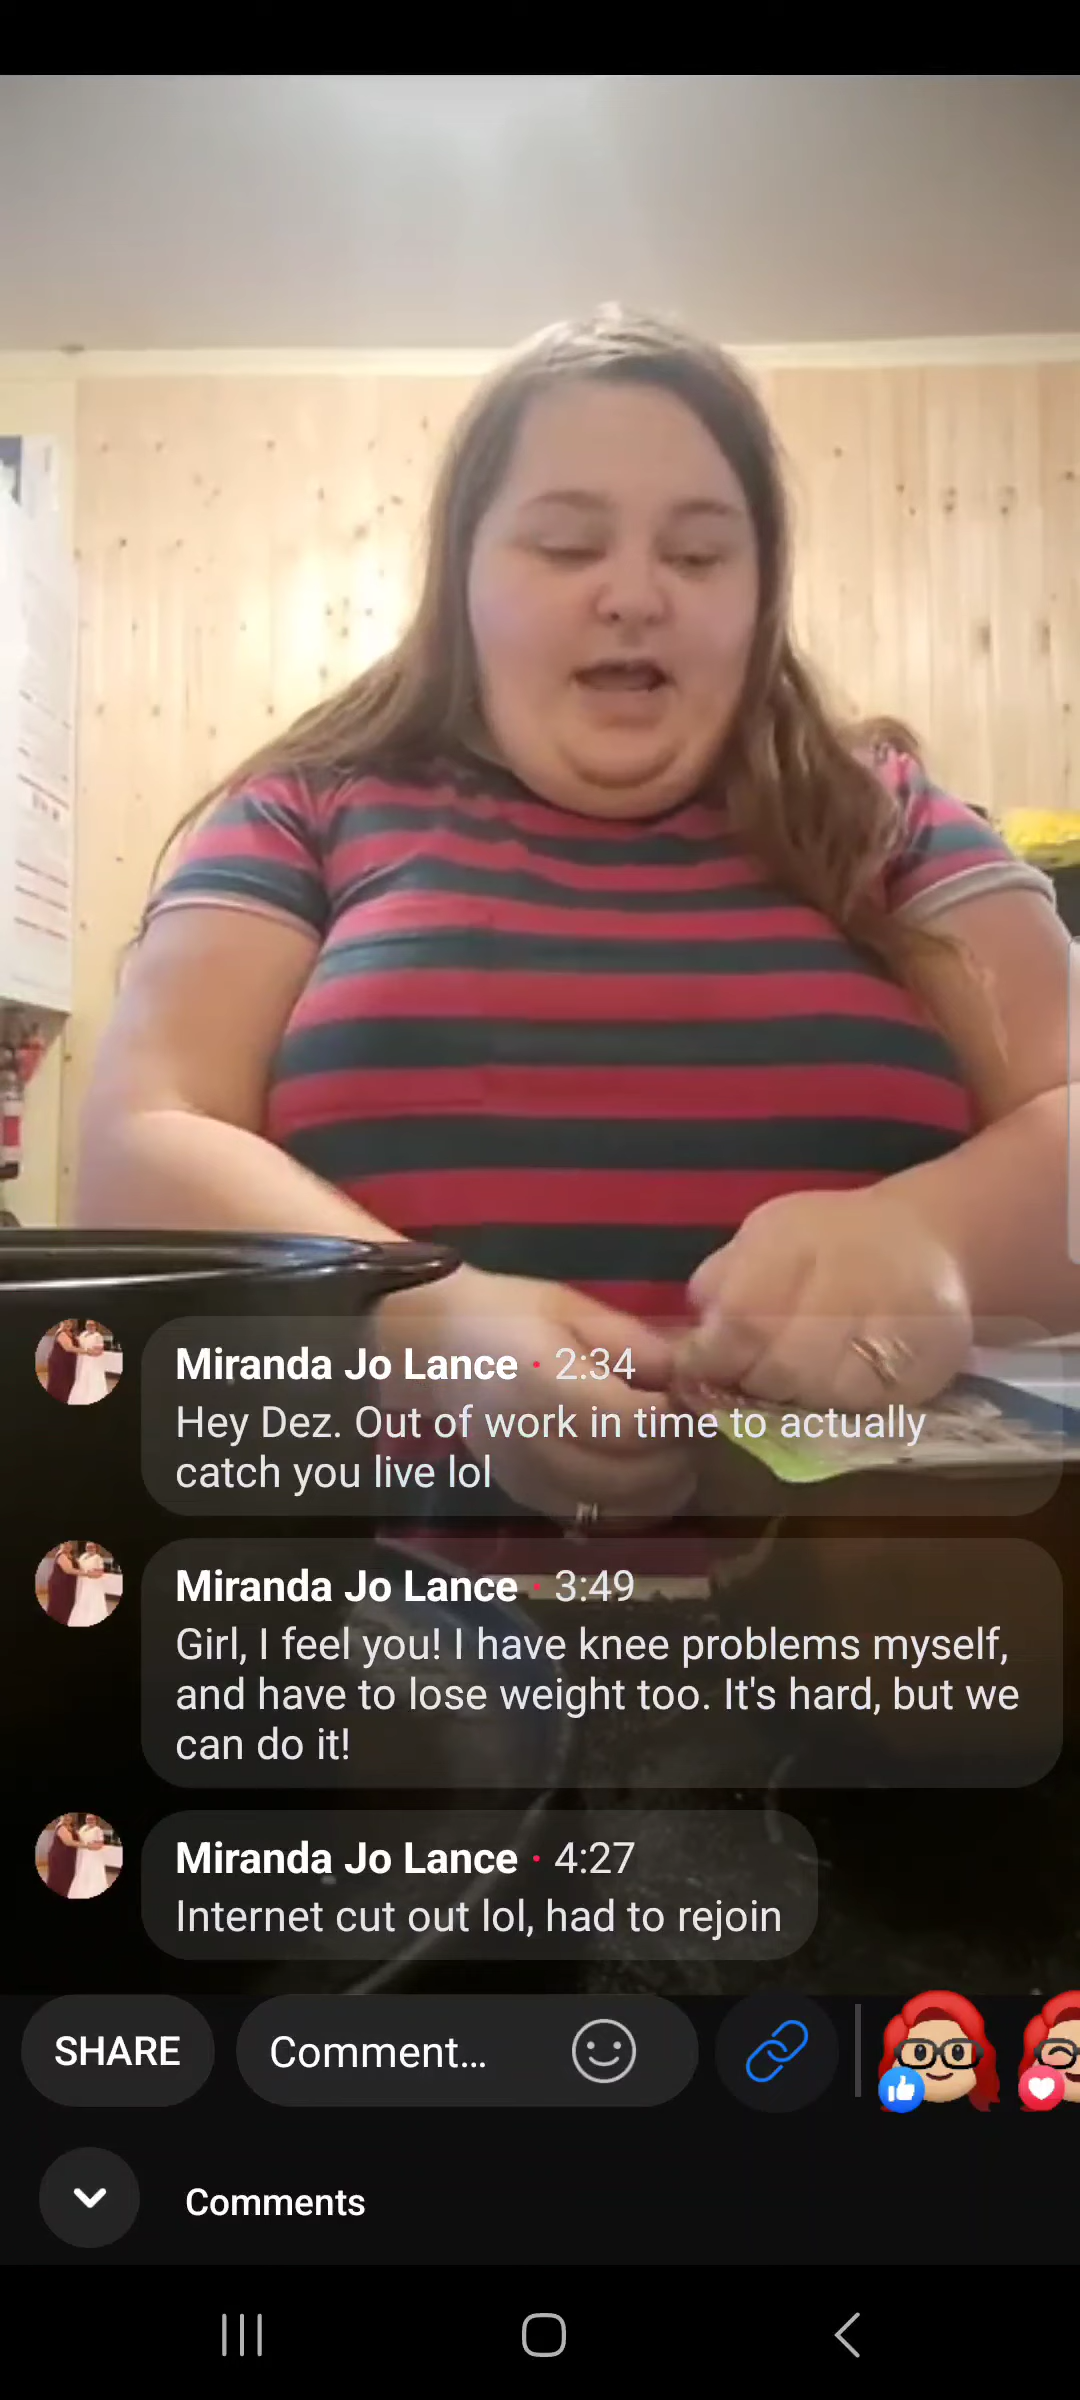 Miranda Jo Lance · 2:34
Hey Dez. Out of work in time to actually
catch you live lol
Miranda Jo Lance · 3:49
Girl, I feel you! I have knee problems myself,
and have to lose weight too. It's hard, but we
can do it!
Miranda Jo Lance · 4:27
Internet cut out lol, had to rejoin
SHARE
Comment...
Comments